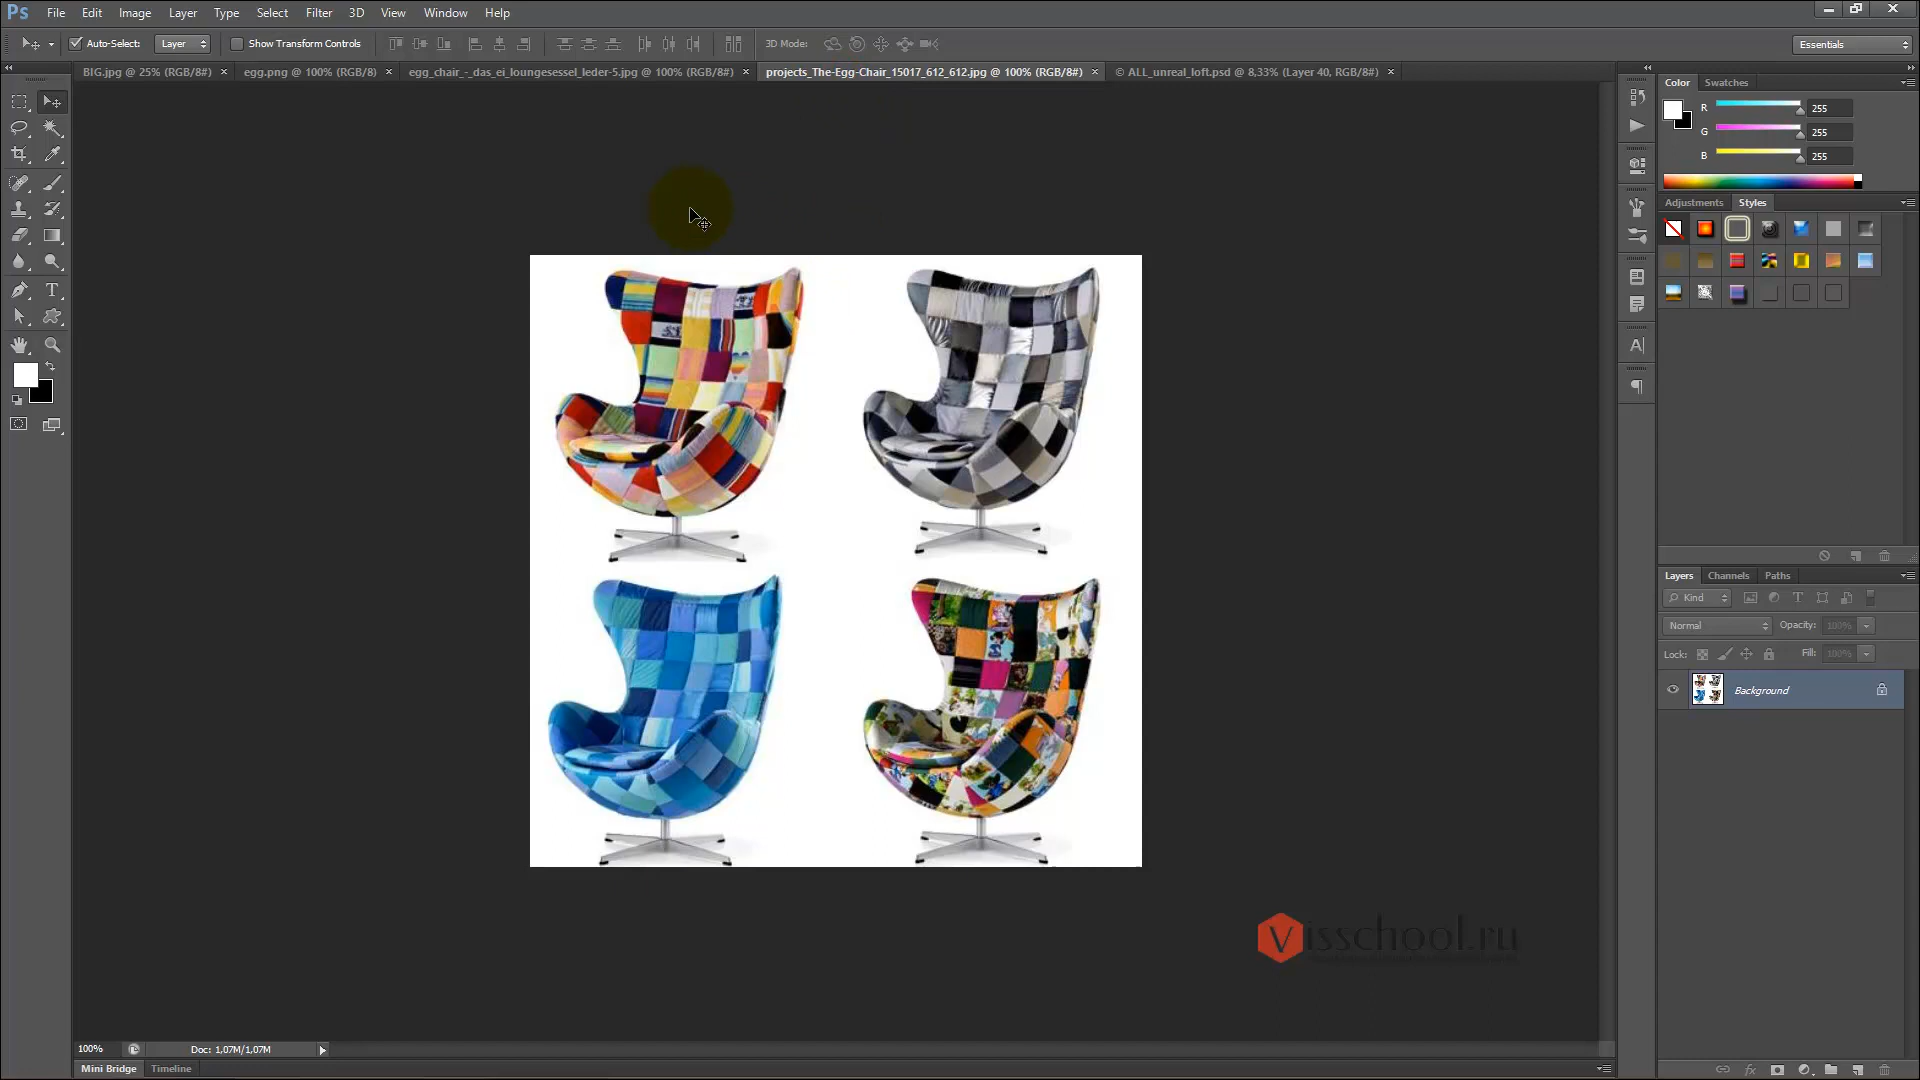 Ps File Edit Image Layer Type Select Filter 3D View Window Help
Auto-Select: Layer Show Transform Controls 3D Mode: Essentials
BIG.jpg @ 25% (RGB/8#) × egg.png @ 100% (RGB/8) × egg_chair_-_das_ei_loungesessel_leder-5.jpg @ 100% (RGB/8#) × projects_The-Egg-Chair_15017_612_612.jpg @ 100% (RGB/8#) × © ALL_unreal_loft.psd @ 8,33% (Layer 40, RGB/8#) ×
Color Swatches
R 255
G 255
B 255
Adjustments Styles
Layers Channels Paths
Kind
Normal Opacity: 100%
Lock: Fill: 100%
Background
Visschool.ru
100% Doc: 1,07M/1,07M
Mini Bridge Timeline